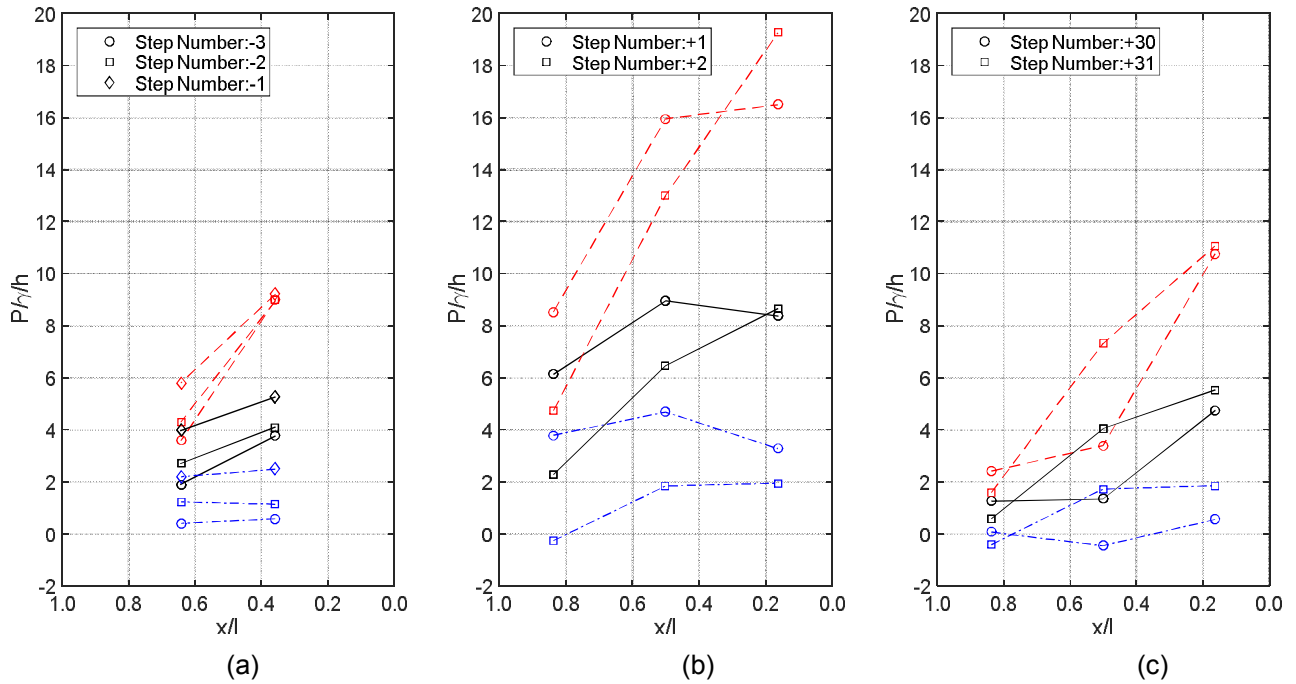 20
18
16
14
12
10
8
6
4
2
0
-2
P/γ/h
Step Number:-3
Step Number:-2
Step Number:-1
1.0 0.8 0.6 0.4 0.2 0.0
x/l
(a)
20
18
16
14
12
10
8
6
4
2
0
-2
P/γ/h
Step Number:+1
Step Number:+2
1.0 0.8 0.6 0.4 0.2 0.0
x/l
(b)
20
18
16
14
12
10
8
6
4
2
0
-2
P/γ/h
Step Number:+30
Step Number:+31
1.0 0.8 0.6 0.4 0.2 0.0
x/l
(c)